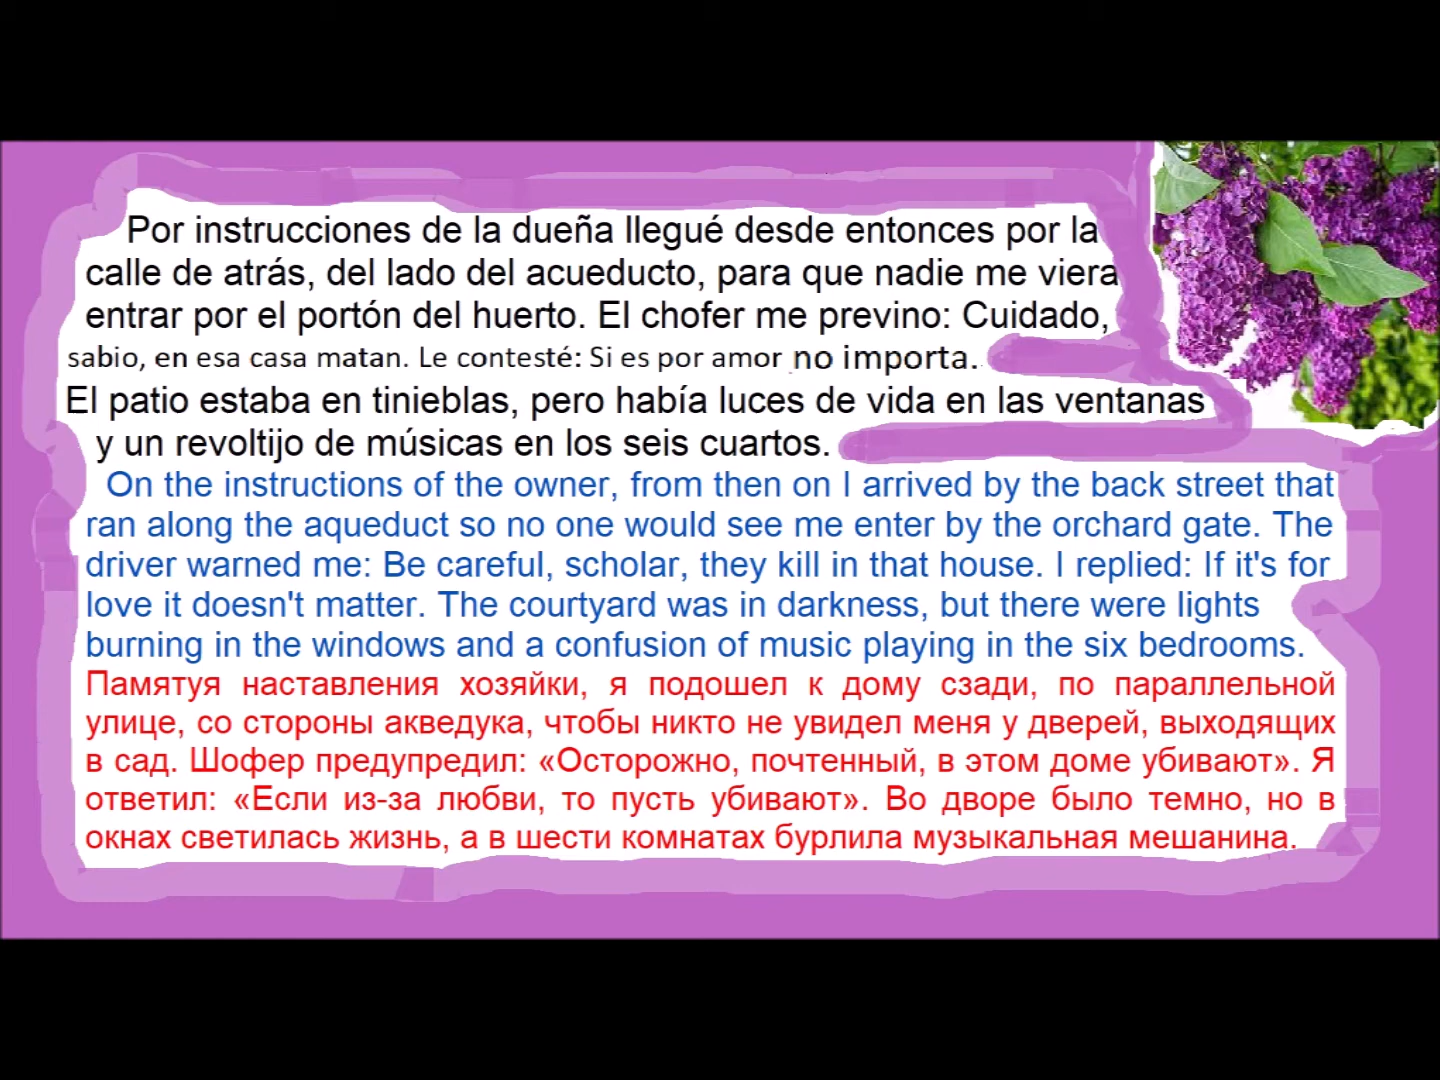 Por instrucciones de la dueña llegué desde entonces por la
calle de atrás, del lado del acueducto, para que nadie me viera
entrar por el portón del huerto. El chofer me previno: Cuidado,
sabio, en esa casa matan. Le contesté: Si es por amor no importa.
El patio estaba en tinieblas, pero había luces de vida en las ventanas
y un revoltijo de músicas en los seis cuartos.
On the instructions of the owner, from then on I arrived by the back street that
ran along the aqueduct so no one would see me enter by the orchard gate. The
driver warned me: Be careful, scholar, they kill in that house. I replied: If it's for
love it doesn't matter. The courtyard was in darkness, but there were lights
burning in the windows and a confusion of music playing in the six bedrooms.
Памятуя наставления хозяйки, я подошел к дому сзади, по параллельной
улице, со стороны акведука, чтобы никто не увидел меня у дверей, выходящих
в сад. Шофер предупредил: «Осторожно, почтенный, в этом доме убивают». Я
ответил: «Если из-за любви, то пусть убивают». Во дворе было темно, но в
окнах светилась жизнь, а в шести комнатах бурлила музыкальная мешанина.